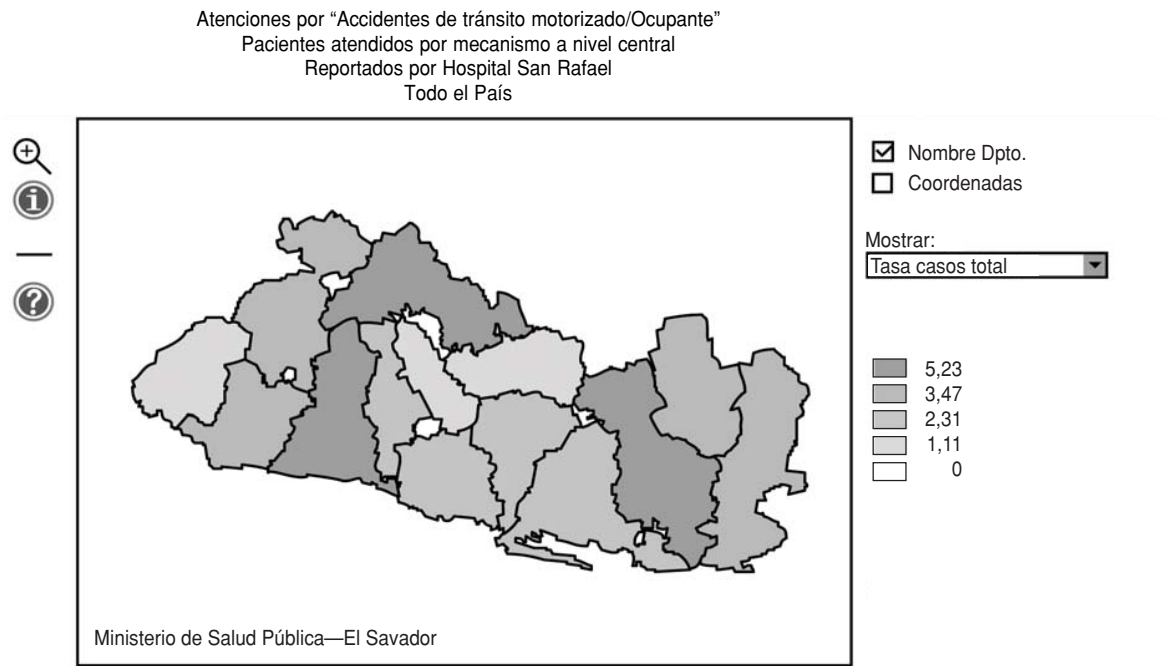 Atenciones por “Accidentes de tránsito motorizado/Ocupante”
Pacientes atendidos por mecanismo a nivel central
Reportados por Hospital San Rafael
Todo el País
Nombre Dpto.
Coordenadas
Mostrar:
Tasa casos total
5,23
3,47
2,31
1,11
0
Ministerio de Salud Pública—El Savador